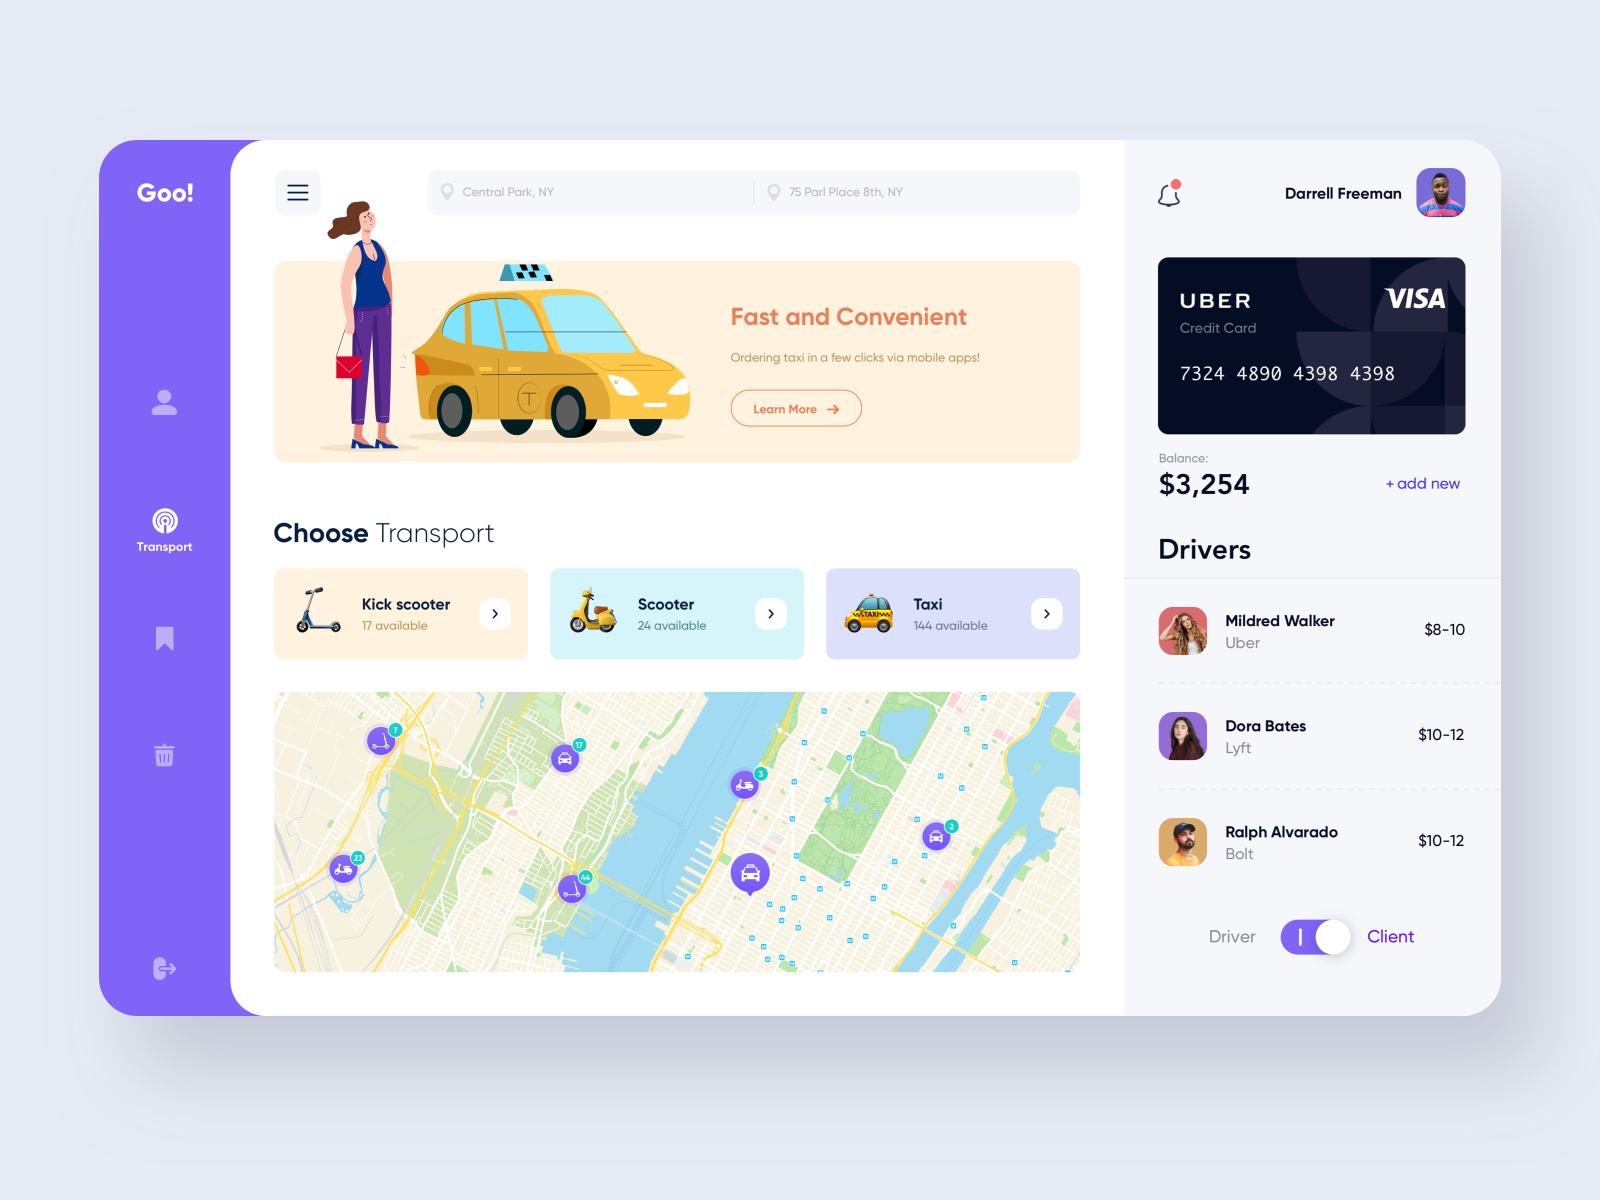 Goo!
Transport
Central Park, NY
75 Parl Place 8th, NY
Fast and Convenient
Ordering taxi in a few clicks via mobile apps!
Learn More
T
Choose Transport
Kick scooter
17 available
Scooter
24 available
TAXI
Taxi
144 available
7
17
3
2
23
44
Darrell Freeman
UBER
VISA
Credit Card
7324 4890 4398 4398
Balance:
$3,254
+ add new
Drivers
Mildred Walker
Uber
$8-10
Dora Bates
Lyft
$10-12
Ralph Alvarado
Bolt
$10-12
Driver
Client